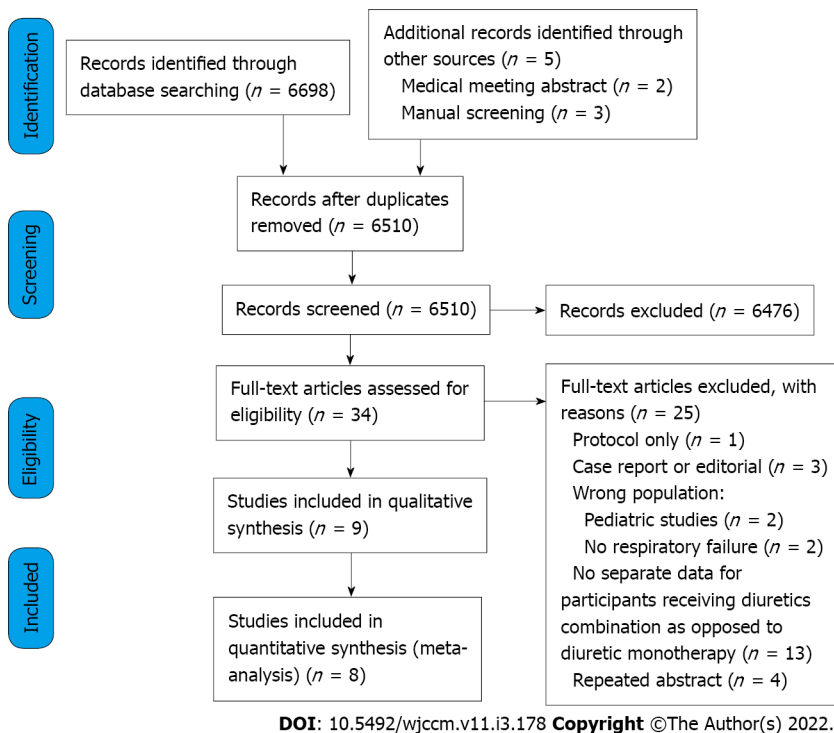 Identification
Records identified through
database searching (n = 6698)
Additional records identified through
other sources (n = 5)
Medical meeting abstract (n = 2)
Manual screening (n = 3)
Records after duplicates
removed (n = 6510)
Screening
Records screened (n = 6510)
Records excluded (n = 6476)
Eligibility
Full-text articles assessed for
eligibility (n = 34)
Full-text articles excluded, with
reasons (n = 25)
Protocol only (n = 1)
Case report or editorial (n = 3)
Wrong population:
Pediatric studies (n = 2)
No respiratory failure (n = 2)
No separate data for
participants receiving diuretics
combination as opposed to
diuretic monotherapy (n = 13)
Repeated abstract (n = 4)
Studies included in qualitative
synthesis (n = 9)
Included
Studies included in
quantitative synthesis (meta-
analysis) (n = 8)
DOI: 10.5492/wjccm.v11.i3.178 Copyright ©The Author(s) 2022.